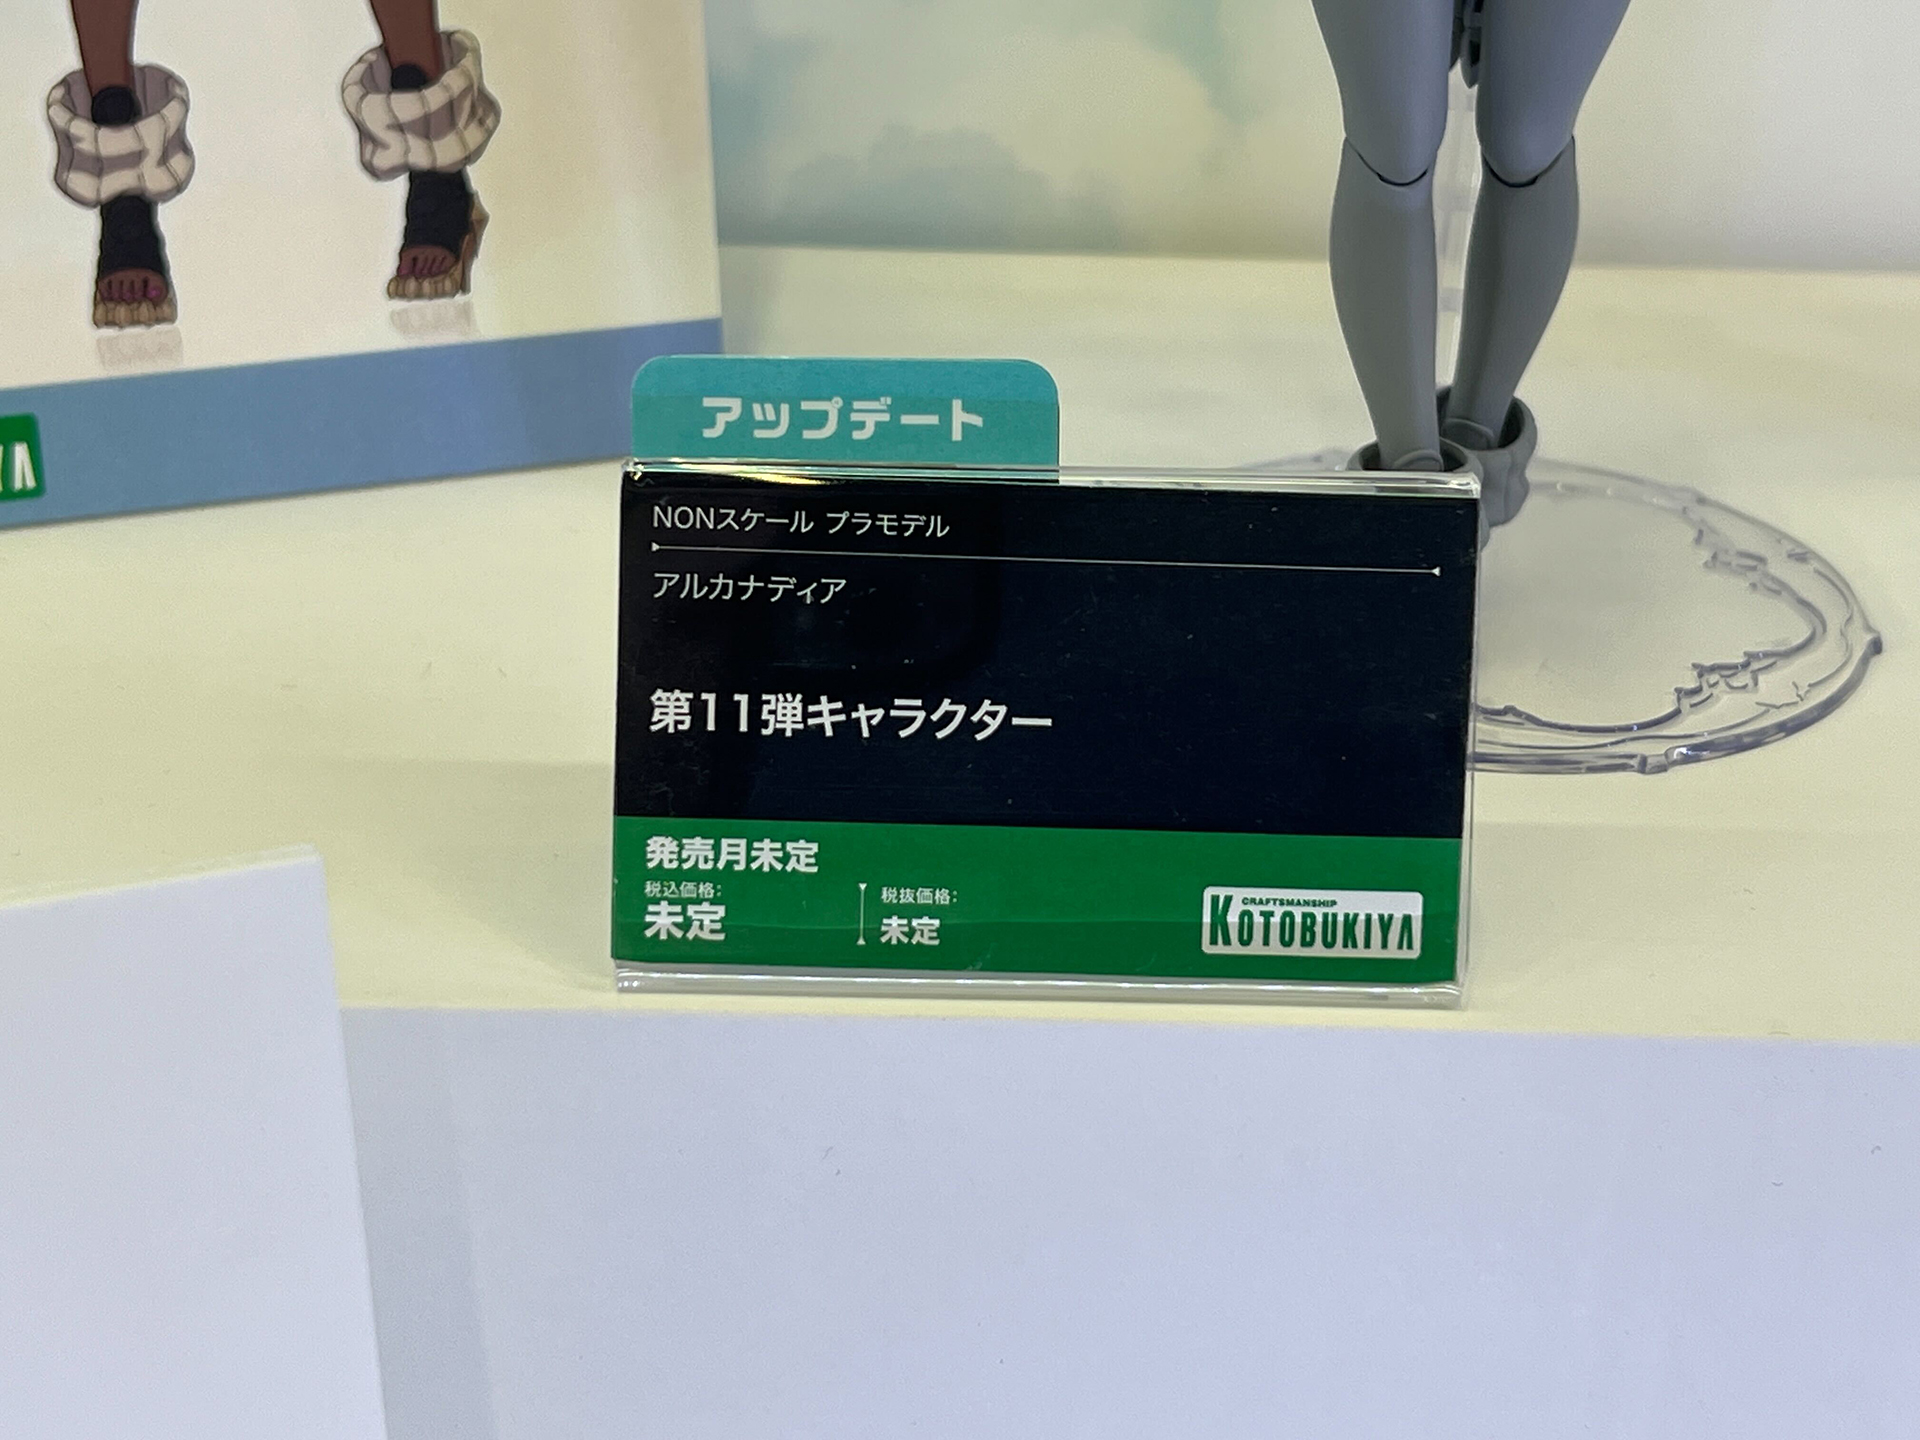 アップデート
NONスケール プラモデル
アルカナディア
第11弾キャラクター
発売月未定
税込価格:
未定
税抜価格:
未定
CRAFTSMANSHIP
KOTOBUKIYA
YA